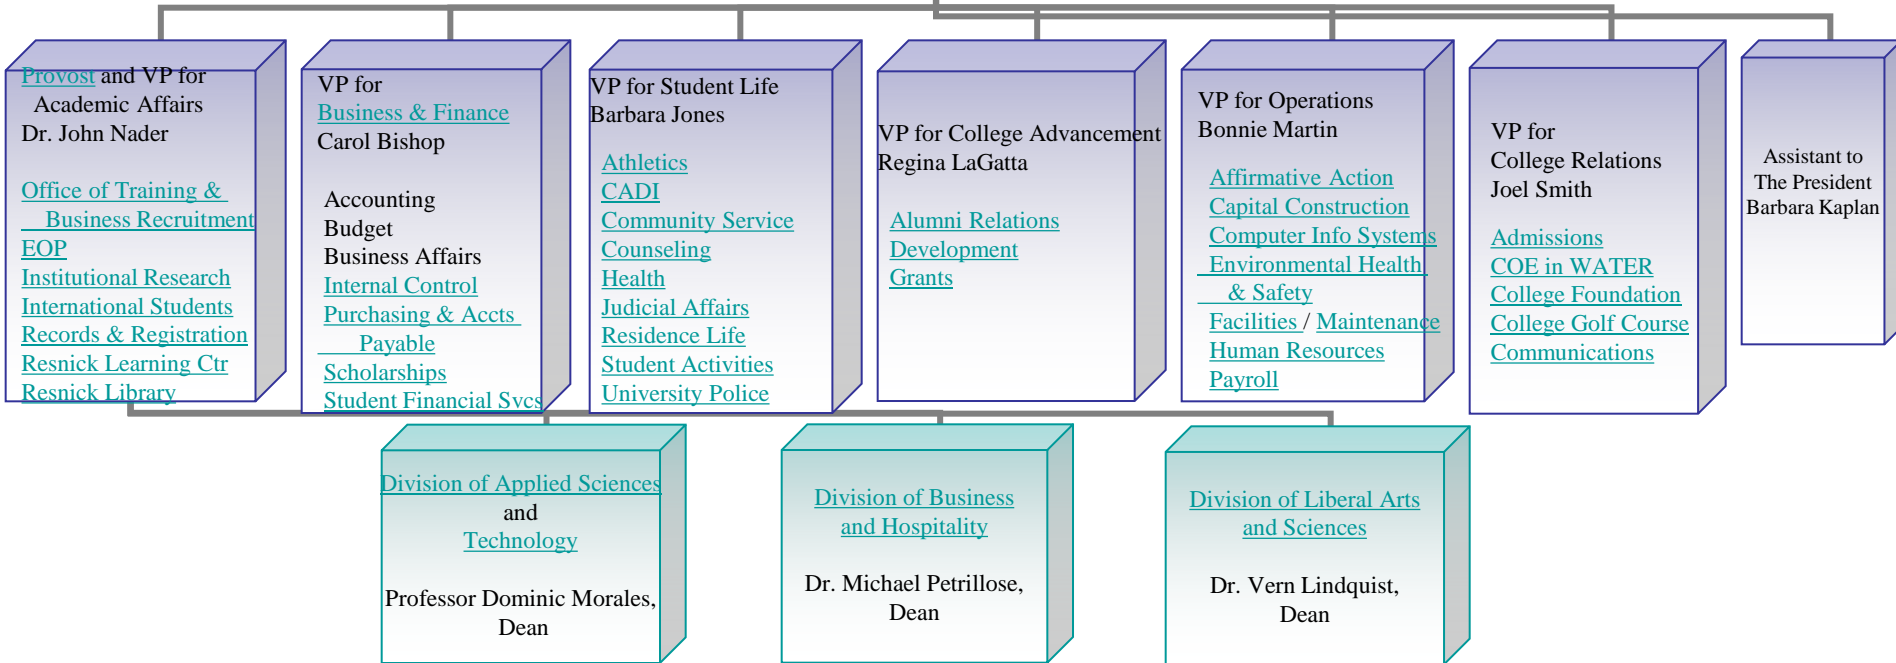 Provost and VP for
Academic Affairs
Dr. John Nader
Office of Training &
Business Recruitment
EOP
Institutional Research
International Students
Records & Registration
Resnick Learning Ctr
Resnick Library
VP for
Business & Finance
Carol Bishop
Accounting
Budget
Business Affairs
Internal Control
Purchasing & Accts
Payable
Scholarships
Student Financial Svcs
VP for Student Life
Barbara Jones
Athletics
CADI
Community Service
Counseling
Health
Judicial Affairs
Residence Life
Student Activities
University Police
VP for College Advancement
Regina LaGatta
Alumni Relations
Development
Grants
VP for Operations
Bonnie Martin
Affirmative Action
Capital Construction
Computer Info Systems
Environmental Health
& Safety
Facilities / Maintenance
Human Resources
Payroll
VP for
College Relations
Joel Smith
Admissions
COE in WATER
College Foundation
College Golf Course
Communications
Assistant to
The President
Barbara Kaplan
Division of Applied Sciences
and
Technology
Professor Dominic Morales,
Dean
Division of Business
and Hospitality
Dr. Michael Petrillose,
Dean
Division of Liberal Arts
and Sciences
Dr. Vern Lindquist,
Dean